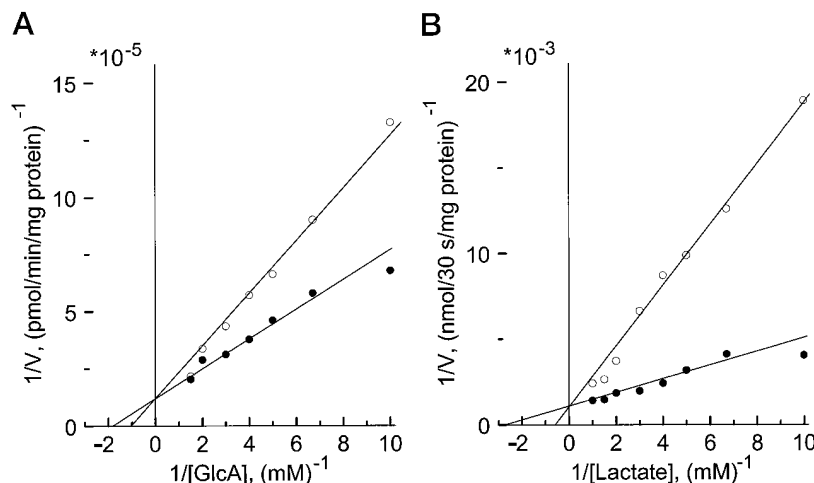 A
*10-5
15
10
5
0
-2 0 2 4 6 8 10
1/[GlcA], (mM)-1
1/V, (pmol/min/mg protein) -1
B
*10-3
20
10
0
-2 0 2 4 6 8 10
1/[Lactate], (mM)-1
1/V, (nmol/30 s/mg protein) -1